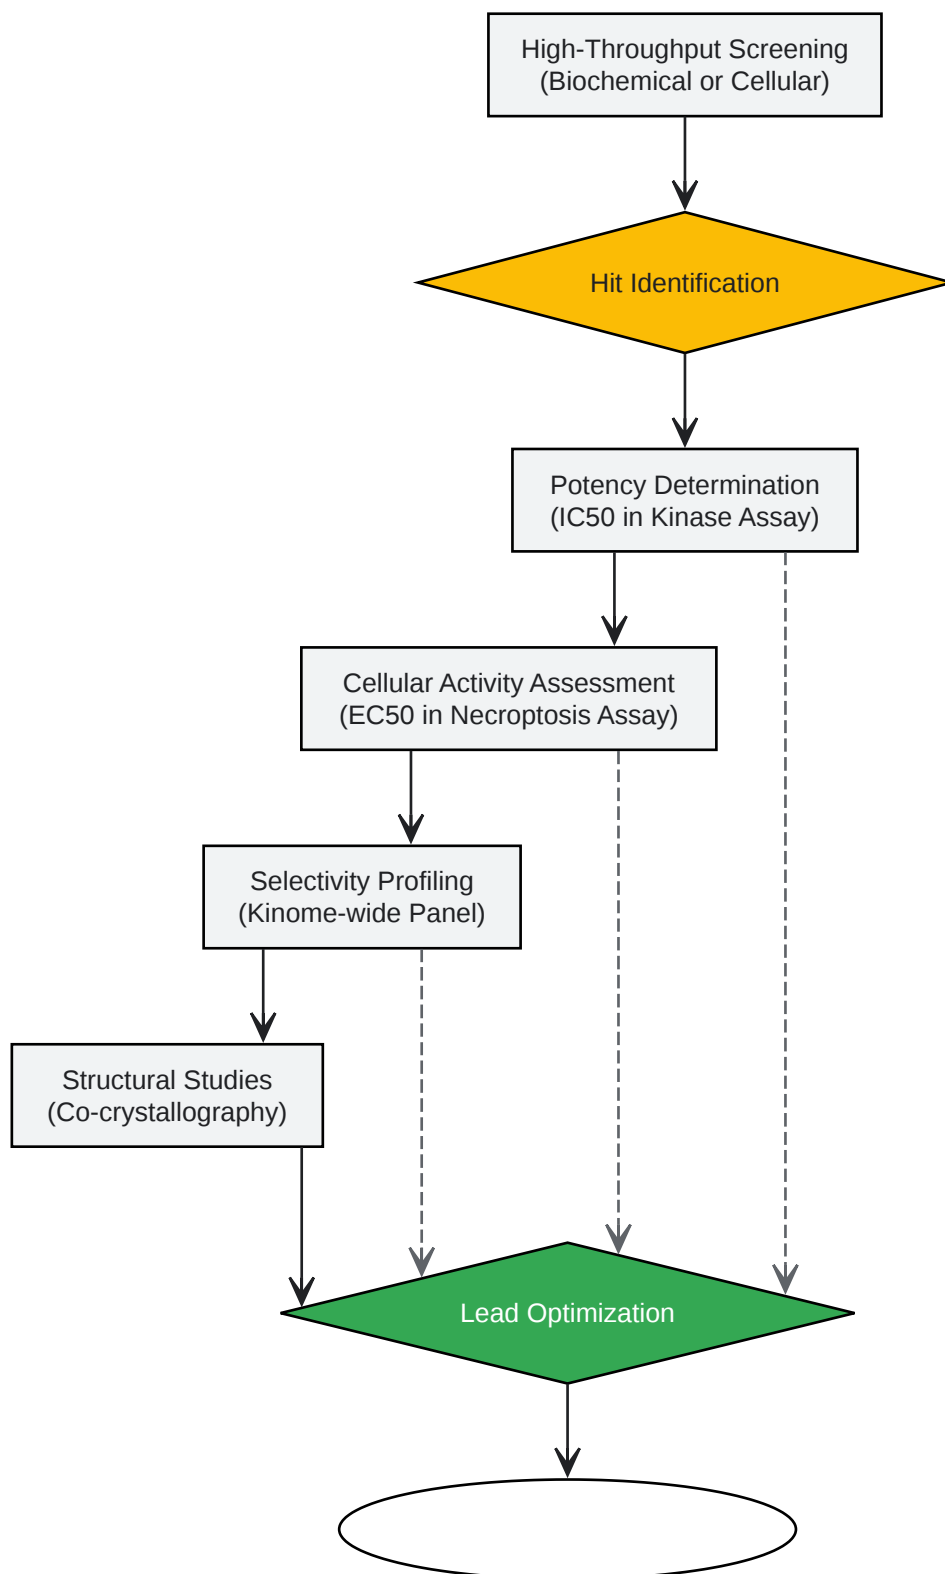 High-Throughput Screening
(Biochemical or Cellular)
Hit Identification
Potency Determination
(IC50 in Kinase Assay)
Cellular Activity Assessment
(EC50 in Necroptosis Assay)
Selectivity Profiling
(Kinome-wide Panel)
Structural Studies
(Co-crystallography)
Lead Optimization